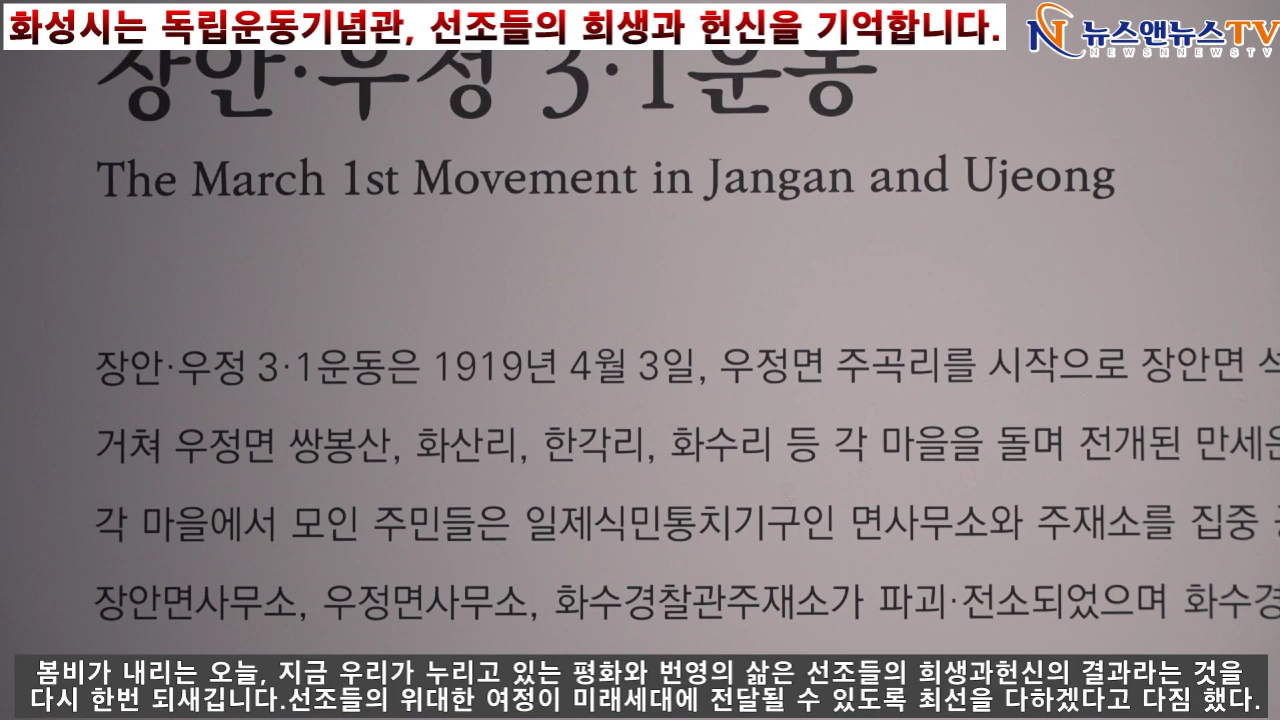 화성시는 독립운동기념관, 선조들의 희생과 헌신을 기억합니다.
뉴스앤뉴스TV
NEWSNNEWSTV
장안·우정 3·1운동
The March 1st Movement in Jangan and Ujeong
장안·우정 3·1운동은 1919년 4월 3일, 우정면 주곡리를 시작으로 장안면
거쳐 우정면 쌍봉산, 화산리, 한각리, 화수리 등 각 마을을 돌며 전개된
각 마을에서 모인 주민들은 일제식민통치기구인 면사무소와 주재소를 집중
장안면사무소, 우정면사무소, 화수경찰관주재소가 파괴·전소되었으며
봄비가 내리는 오늘, 지금 우리가 누리고 있는 평화와 번영의 삶은 선조들의 희생과헌신의 결과라는 것을
다시 한번 되새깁니다.선조들의 위대한 여정이 미래세대에 전달될 수 있도록 최선을 다하겠다고 다짐 했다.